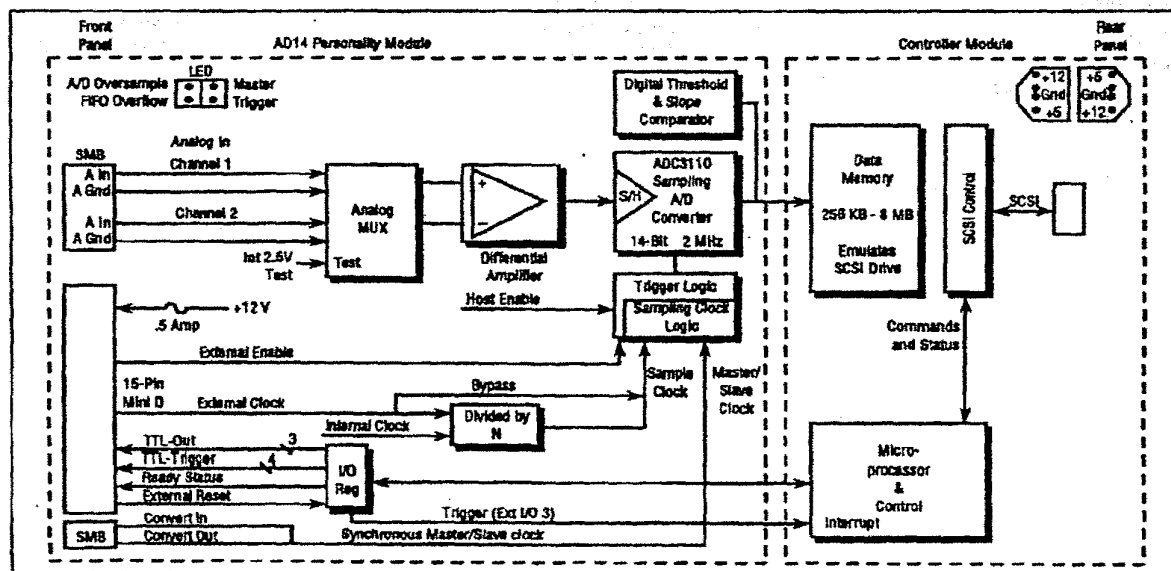 Front Panel
AD14 Personality Module
Controller Module
Rear Panel
LED
A/D Oversample
Master
FIFO Overflow
Trigger
Digital Threshold & Slope Comparator
+12
Gnd
+5
+5
Gnd
+12
SMB
Analog In
A In
Channel 1
A Gnd
A In
Channel 2
A Gnd
Int 2.5V
Test
Analog MUX
Test
+
−
Differential Amplifier
S/H
ADC3110 Sampling A/D Converter
14-Bit 2 MHz
Data Memory
256 KB - 8 MB
Emulates SCSI Drive
SCSI Control
SCSI
Host Enable
Trigger Logic
Sampling Clock Logic
+12 V
.5 Amp
External Enable
Commands and Status
15-Pin Mini D
External Clock
Bypass
Sample Clock
Master/Slave Clock
Internal Clock
Divided by N
TTL-Out
3
TTL-Trigger
4
Ready Status
External Reset
I/O Reg
Micro-processor & Control
Interrupt
Trigger (Ext I/O 3)
SMB
Convert In
Convert Out
Synchronous Master/Slave clock